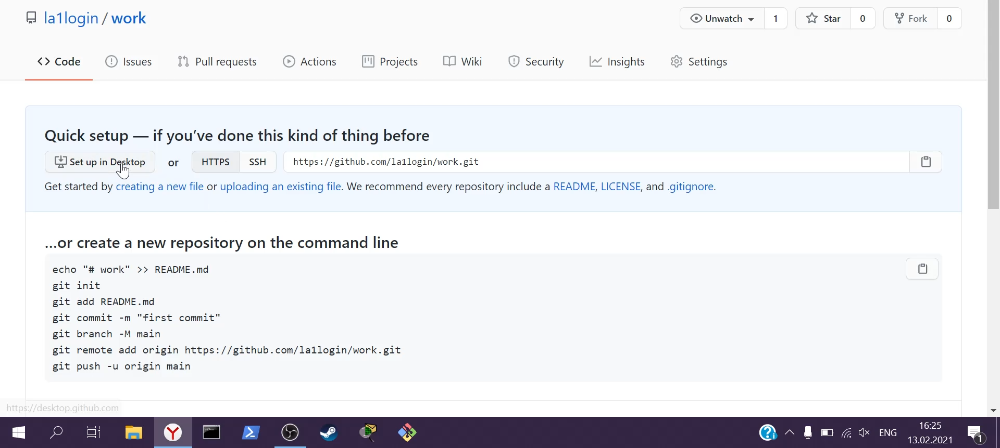 la1login / work
Unwatch 1 Star 0 Fork 0
<> Code Issues Pull requests Actions Projects Wiki Security Insights Settings
Quick setup — if you've done this kind of thing before
Set up in Desktop or HTTPS SSH https://github.com/la1login/work.git
Get started by creating a new file or uploading an existing file. We recommend every repository include a README, LICENSE, and .gitignore.
…or create a new repository on the command line
echo "# work" >> README.md
git init
git add README.md
git commit -m "first commit"
git branch -M main
git remote add origin https://github.com/la1login/work.git
git push -u origin main
https://desktop.github.com
ENG
16:25
13.02.2021
1